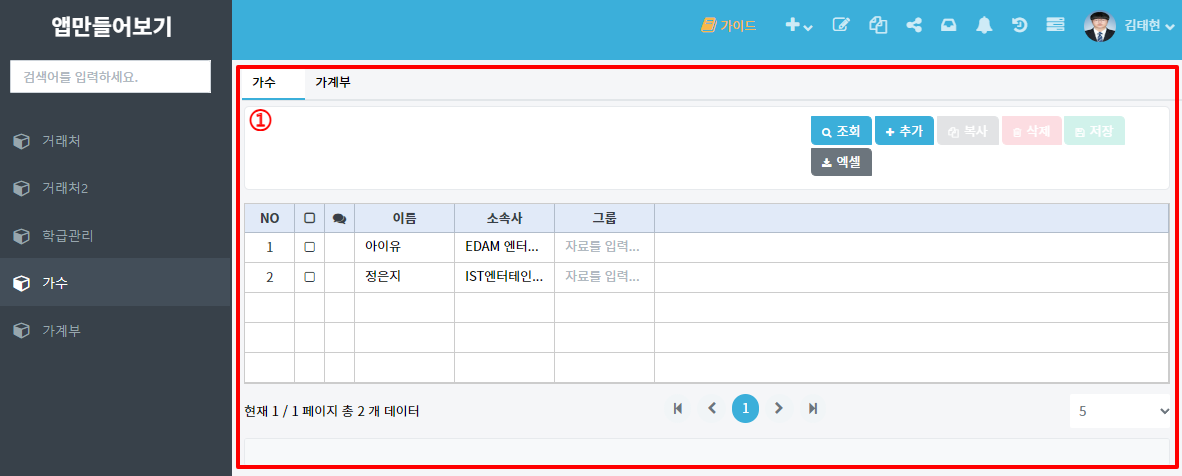 앱만들어보기
가이드
김태현
검색어를 입력하세요.
거래처
거래처2
학급관리
가수
가계부
가수 가계부
①
조회 추가 복사 삭제 저장
엑셀
NO 이름 소속사 그룹
1 아이유 EDAM 엔터... 자료를 입력...
2 정은지 IST엔터테인... 자료를 입력...
현재 1 / 1 페이지 총 2 개 데이터
1
5